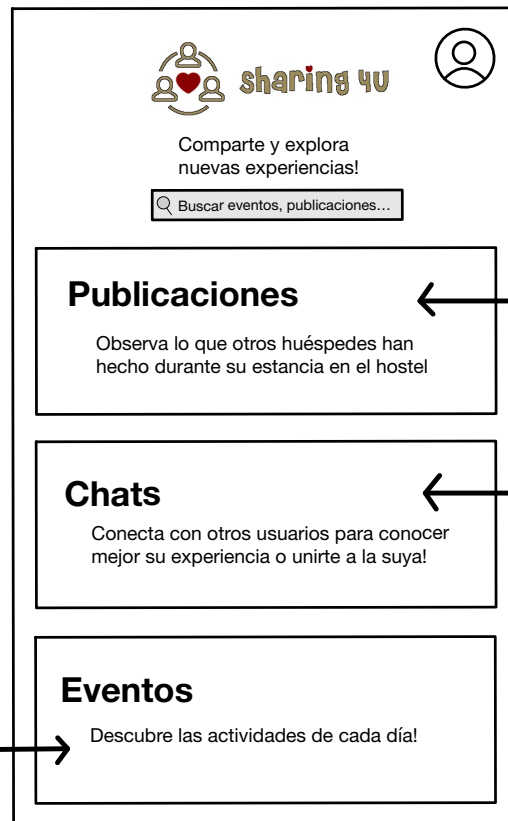 sharing 4U
Comparte y explora
nuevas experiencias!
Buscar eventos, publicaciones...
Publicaciones
Observa lo que otros huéspedes han
hecho durante su estancia en el hostel
Chats
Conecta con otros usuarios para conocer
mejor su experiencia o unirte a la suya!
Eventos
Descubre las actividades de cada día!